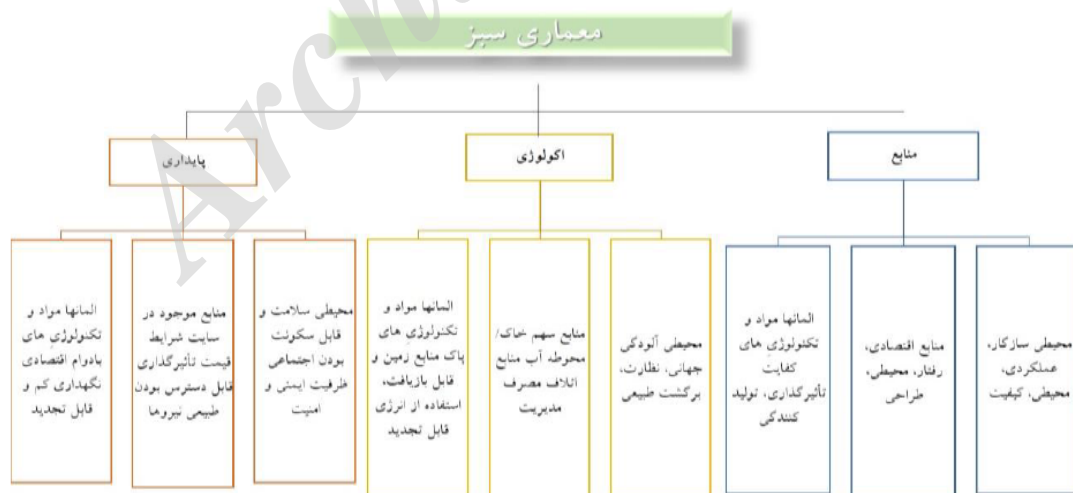 معماری سبز
منابع
اکولوژی
پایداری
محیطی سازگار،
عملکردی،
محیطی، کیفیت
منابع اقتصادی،
رفتار، محیطی،
طراحی
المانها مواد و
تکنولوژی های
کفایت
تأثیرگذاری، تولید
کنندگی
محیطی آلودگی
جهانی، نظارت،
برگشت طبیعی
منابع سهم خاک/
محوطه آب منابع
اتلاف مصرف
مدیریت
المانها مواد و
تکنولوژی های
پاک منابع زمین و
قابل بازیافت،
استفاده از انرژی
قابل تجدید
محیطی سلامت و
قابل سکونت
بودن اجتماعی
ظرفیت ایمنی و
امنیت
منابع موجود در
سایت شرایط
قیمت تأثیرگذاری
قابل دسترس بودن
طبیعی نیروها
المانها مواد و
تکنولوژی های
بادوام اقتصادی
نگهداری کم و
قابل تجدید